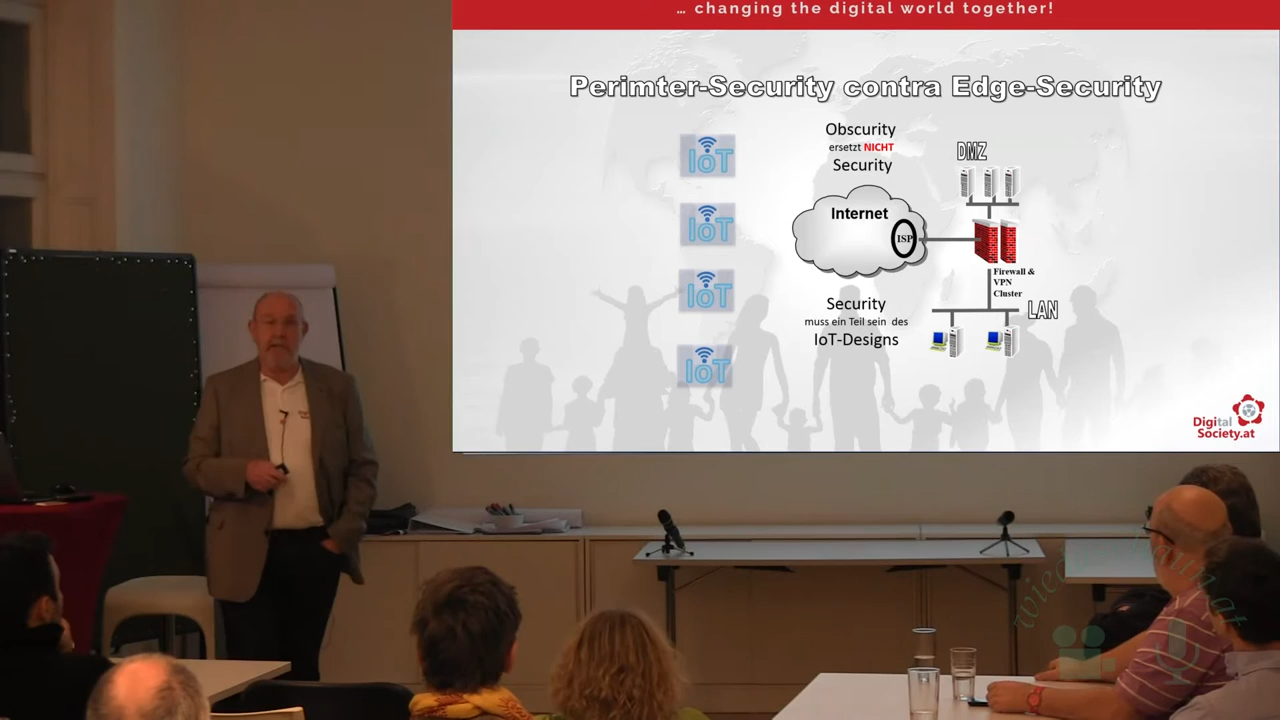 … changing the digital world together!
Perimter-Security contra Edge-Security
Obscurity
ersetzt NICHT
Security
DMZ
IoT
IoT
IoT
IoT
Internet
ISP
Firewall &
VPN
Cluster
LAN
Security
muss ein Teil sein des
IoT-Designs
Digital
Society.at